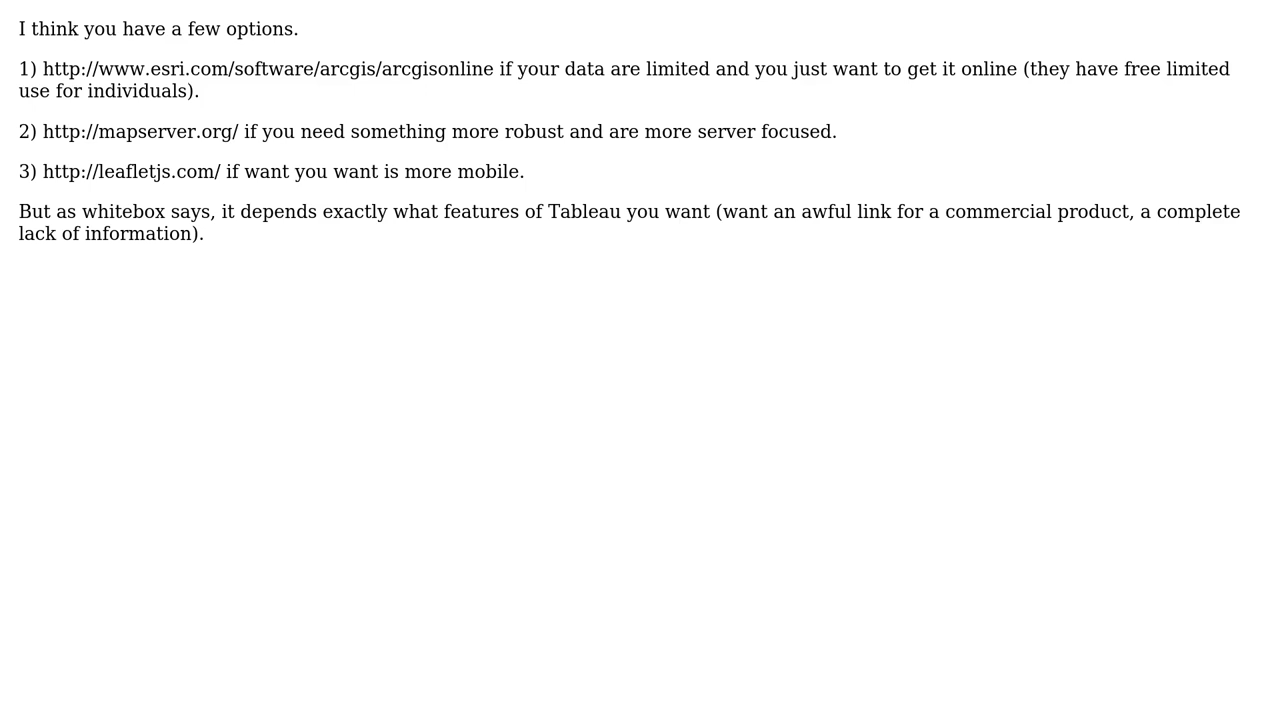 I think you have a few options.
1) http://www.esri.com/software/arcgis/arcgisonline if your data are limited and you just want to get it online (they have free limited
use for individuals).
2) http://mapserver.org/ if you need something more robust and are more server focused.
3) http://leafletjs.com/ if want you want is more mobile.
But as whitebox says, it depends exactly what features of Tableau you want (want an awful link for a commercial product, a complete
lack of information).